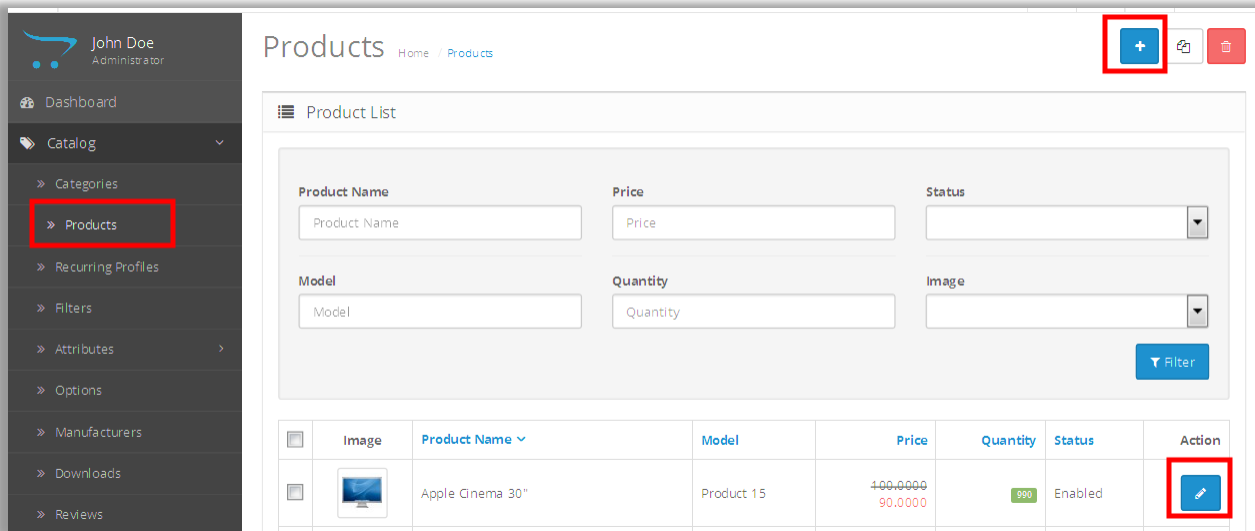 John Doe
Administrator
Dashboard
Catalog
Categories
Products
Recurring Profiles
Filters
Attributes
Options
Manufacturers
Downloads
Reviews
Products Home / Products
Product List
Product Name Price Status
Product Name Price
Model Quantity Image
Model Quantity
Filter
Image Product Name Model Price Quantity Status Action
100.0000
Apple Cinema 30" Product 15 990 Enabled
90.0000